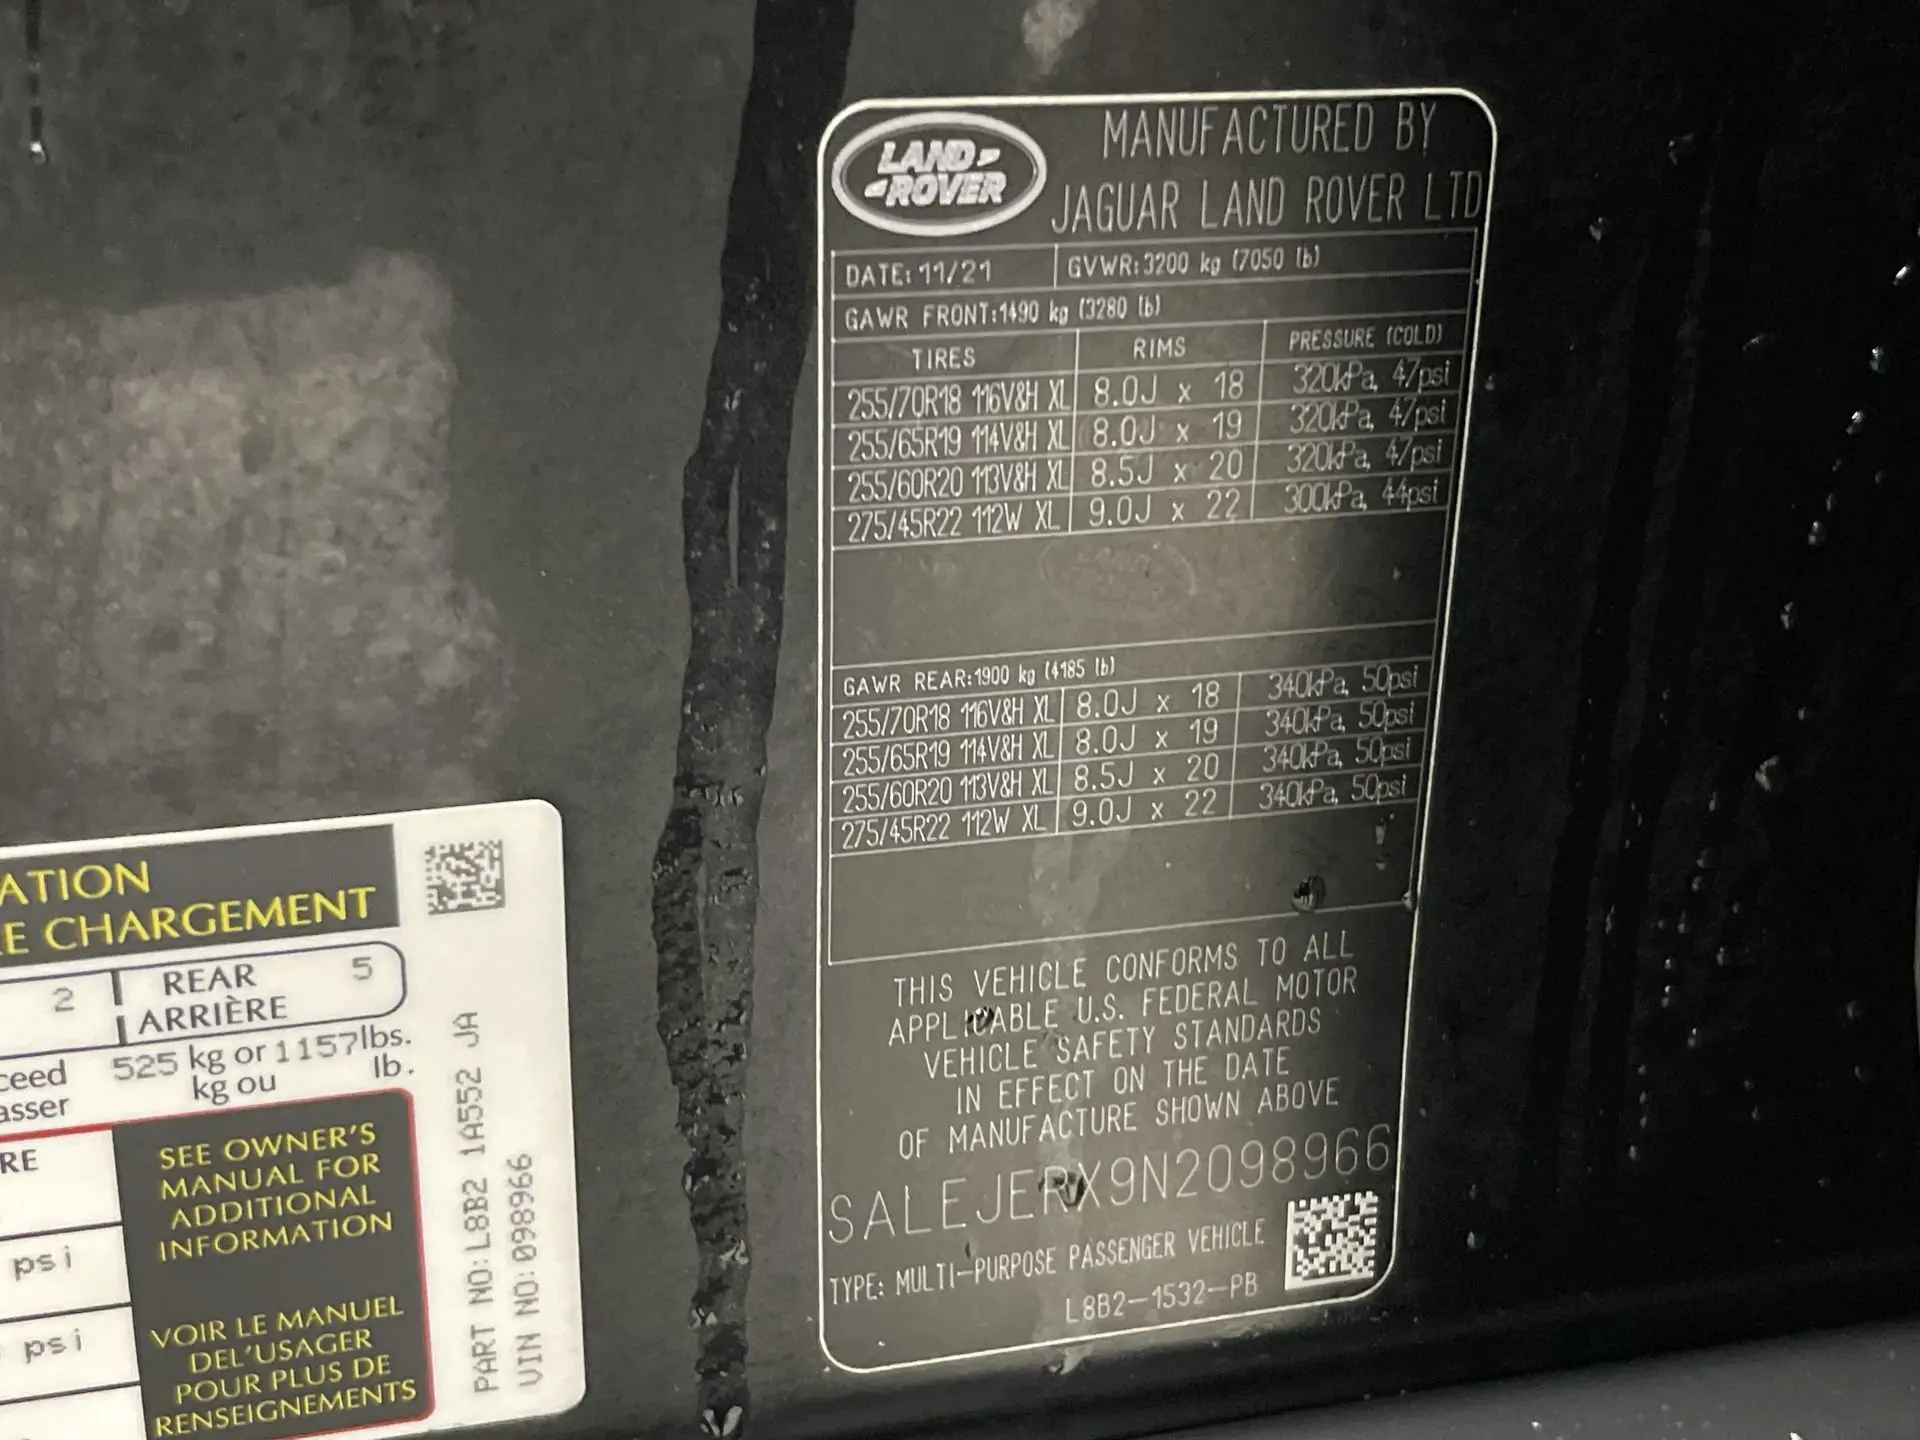 LAND-
-ROVER
MANUFACTURED BY
JAGUAR LAND ROVER LTD
DATE: 11/21 GVWR:3200 kg (7050 lb)
GAWR FRONT:1490 kg (3280 lb)
TIRES RIMS PRESSURE (COLD)
255/70R18 116V&H XL 8.0J x 18 320kPa, 47psi
255/65R19 114V&H XL 8.0J x 19 320kPa, 47psi
255/60R20 113V&H XL 8.5J x 20 320kPa, 47psi
275/45R22 112W XL 9.0J x 22 300kPa, 44psi
GAWR REAR:1900 kg (4185 lb)
255/70R18 116V&H XL 8.0J x 18 340kPa, 50psi
255/65R19 114V&H XL 8.0J x 19 340kPa, 50psi
255/60R20 113V&H XL 8.5J x 20 340kPa, 50psi
275/45R22 112W XL 9.0J x 22 340kPa, 50psi
THIS VEHICLE CONFORMS TO ALL
APPLICABLE U.S. FEDERAL MOTOR
VEHICLE SAFETY STANDARDS
IN EFFECT ON THE DATE
OF MANUFACTURE SHOWN ABOVE
SALEJERX9N2098966
TYPE: MULTI-PURPOSE PASSENGER VEHICLE
L8B2-1532-PB
ATION
E CHARGEMENT
2 REAR 5
ARRIÈRE
ceed 525 kg or 1157lbs.
asser kg ou lb.
RE
psi
psi
SEE OWNER'S
MANUAL FOR
ADDITIONAL
INFORMATION
VOIR LE MANUEL
DEL'USAGER
POUR PLUS DE
RENSEIGNEMENTS
PART NO:L8B2 1A552 JA
VIN NO:098966